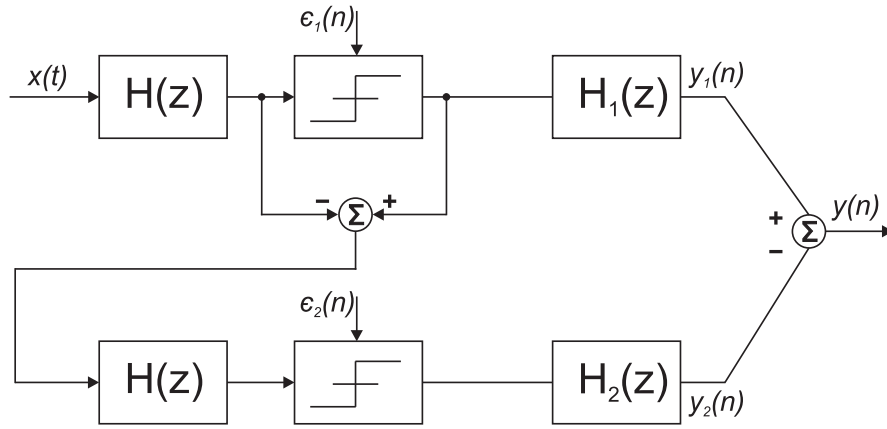 ϵ₁(n)
x(t)
H(z)
H₁(z)
y₁(n)
− Σ +
+
−
Σ
y(n)
ϵ₂(n)
H(z)
H₂(z)
y₂(n)